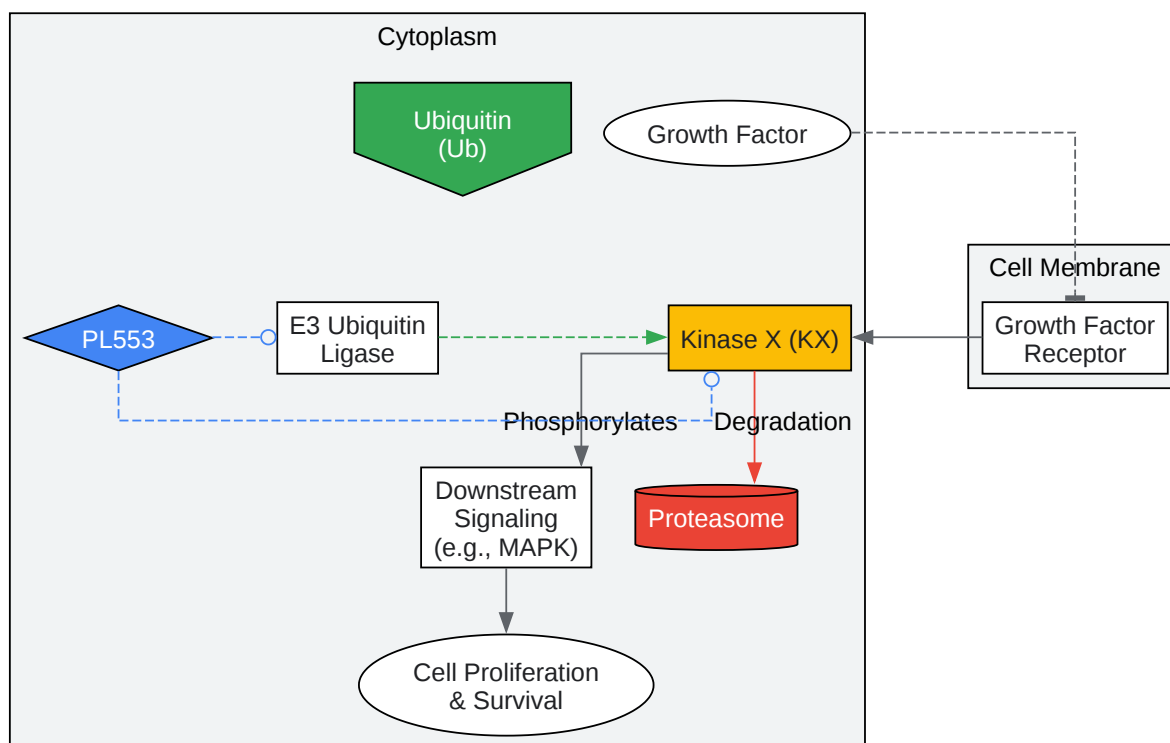 Cytoplasm
Ubiquitin
(Ub)
Growth Factor
Cell Membrane
PL553
E3 Ubiquitin
Ligase
Kinase X (KX)
Growth Factor
Receptor
Phosphorylates
Degradation
Downstream
Signaling
(e.g., MAPK)
Proteasome
Cell Proliferation
& Survival